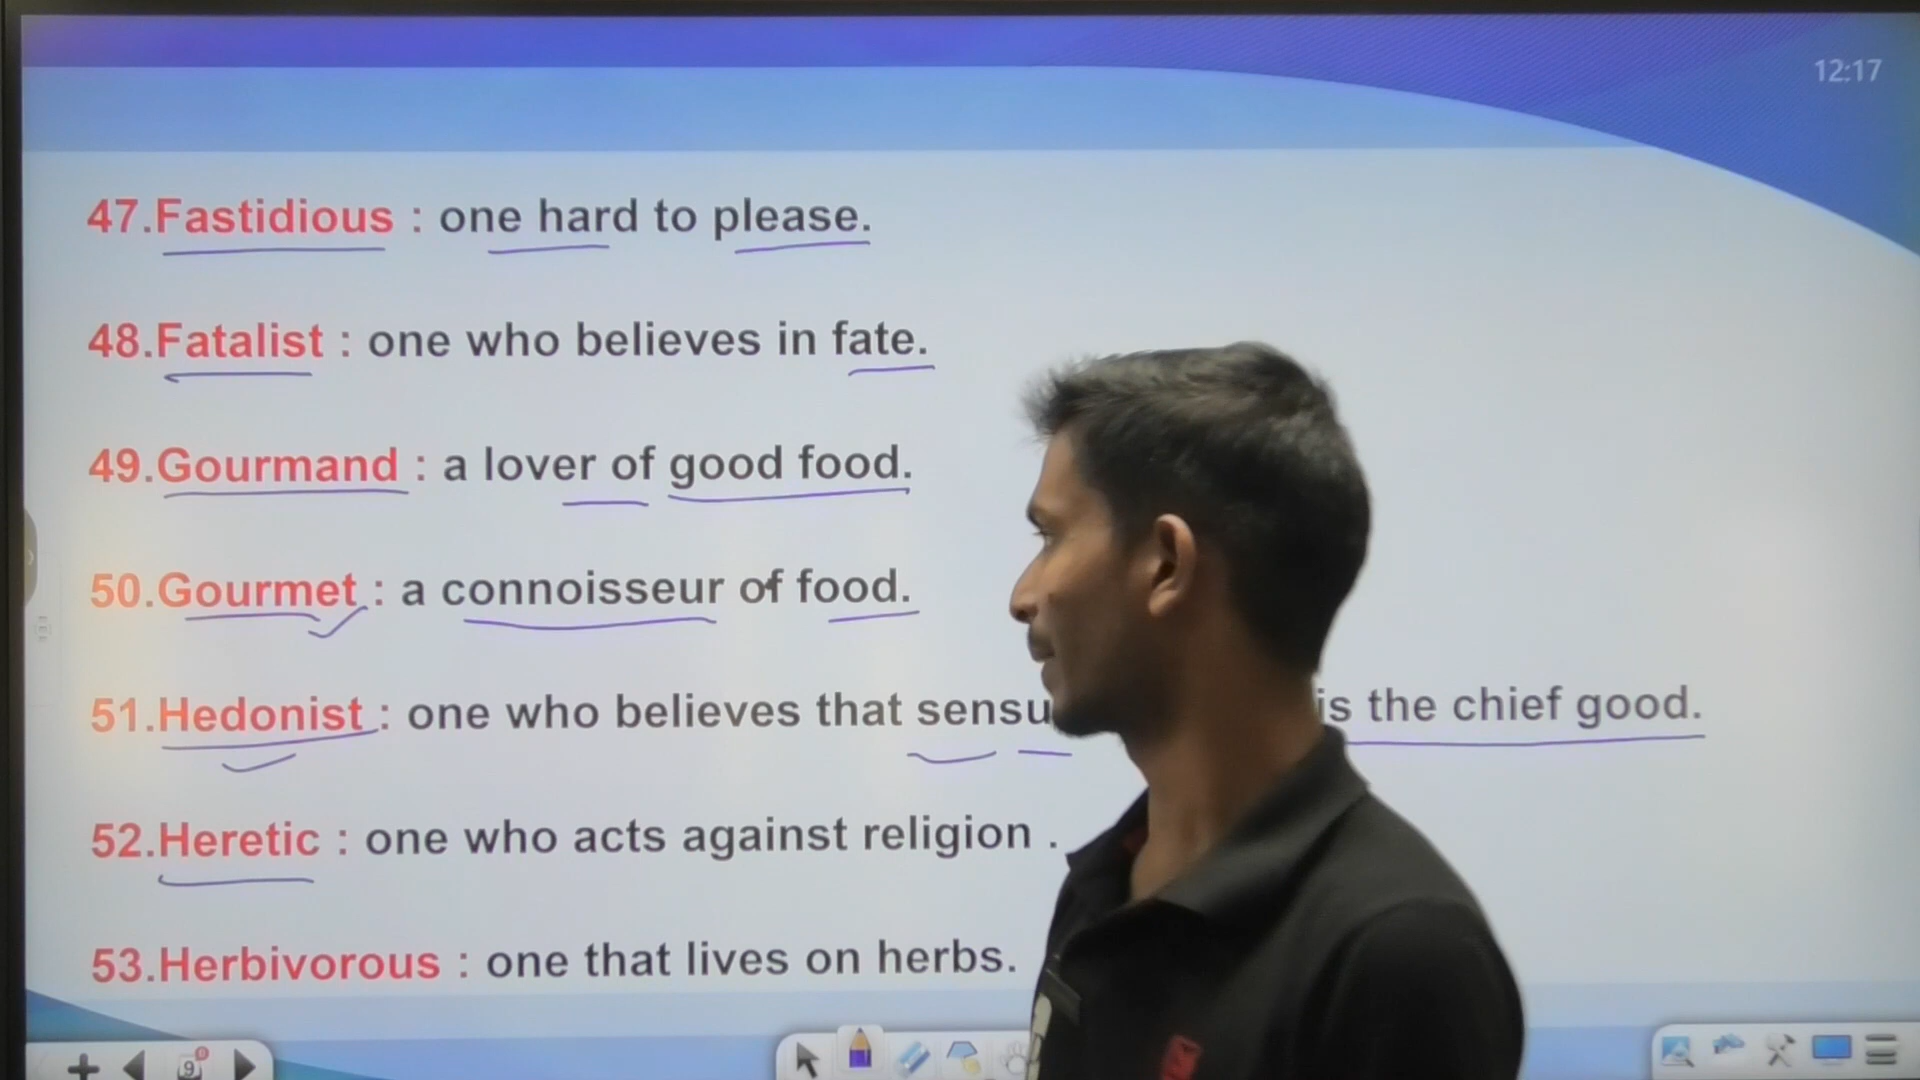 12:17
47.Fastidious : one hard to please.
48.Fatalist : one who believes in fate.
49.Gourmand : a lover of good food.
50.Gourmet : a connoisseur of food.
51.Hedonist : one who believes that is the chief good.
52.Heretic : one who acts against religion .
53.Herbivorous : one that lives on herbs.
9